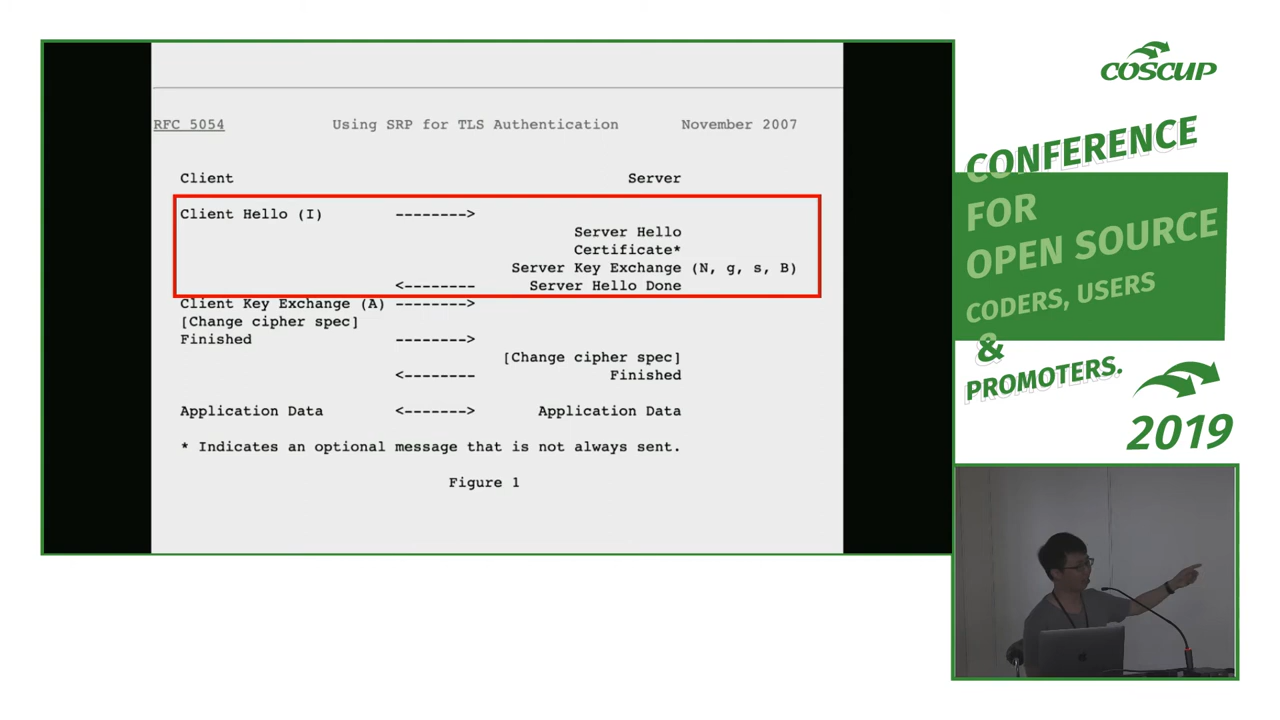 RFC 5054 Using SRP for TLS Authentication November 2007
Client Server
Client Hello (I) -------->
Server Hello
Certificate*
Server Key Exchange (N, g, s, B)
<-------- Server Hello Done
Client Key Exchange (A) -------->
[Change cipher spec]
Finished -------->
[Change cipher spec]
<-------- Finished
Application Data <-------> Application Data
* Indicates an optional message that is not always sent.
Figure 1
COSCUP
CONFERENCE
FOR
OPEN SOURCE
CODERS, USERS
&
PROMOTERS.
2019